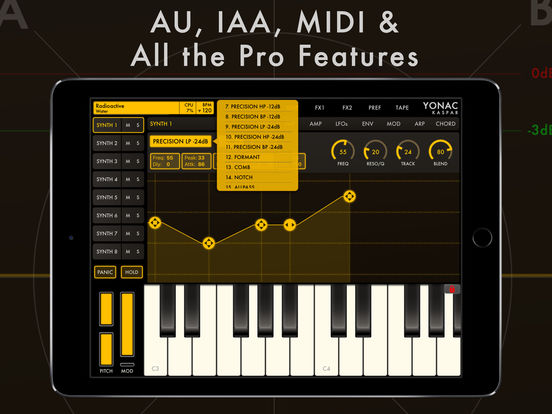 A
B
AU, IAA, MIDI &
All the Pro Features
0dB
-3dB
Radioactive
Water
CPU
7%
BPM
120
7. PRECISION HP -12dB
8. PRECISION BP -12dB
9. PRECISION LP -24dB
10. PRECISION HP -24dB
11. PRECISION BP -24dB
12. FORMANT
13. COMB
14. NOTCH
15. ALLPASS
FX1 FX2 PREF TAPE
YONAC
KASPAR
SYNTH 1 M S
SYNTH 1
AMP LFOs ENV MOD ARP CHORD
SYNTH 2 M S
PRECISION LP -24dB
SYNTH 3 M S
Freq: 55
Dly: 0
Peak: 33
Attk: 86
0
55
FREQ
20
RESO/Q
24
TRACK
80
BLEND
SYNTH 4 M S
SYNTH 5 M S
SYNTH 6 M S
SYNTH 7 M S
SYNTH 8 M S
PANIC HOLD
PITCH MOD
C3 C4